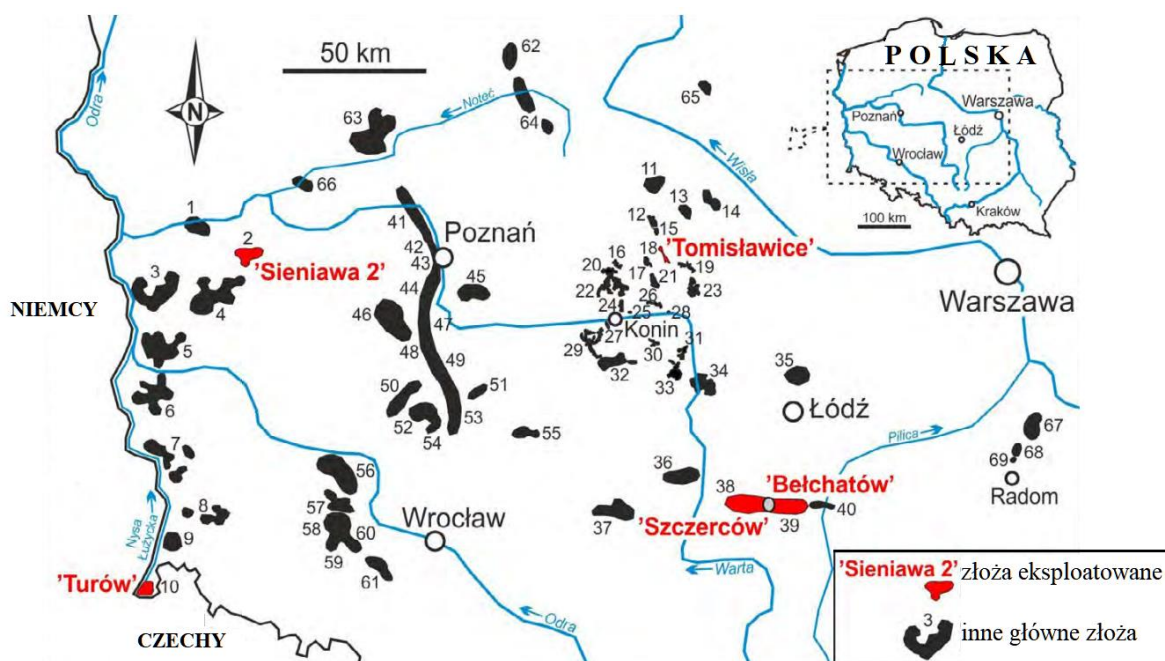 50 km
N
Odra
Noteć
Wisła
POLSKA
Warszawa
Poznań
Łódź
Wrocław
Kraków
100 km
62
63
64
65
66
1
2
'Sieniawa 2'
3
4
5
6
7
8
9
10
'Turów'
NIEMCY
CZECHY
Nysa
Łużycka
41
42
43
Poznań
44
45
46
47
48
49
50
51
52
53
54
55
56
57
58
59
60
61
Wrocław
Odra
11
12
13
14
15
16
18
'Tomisławice'
17
19
20
21
22
23
24
25
26
27
28
Konin
29
30
31
32
33
34
35
Łódź
Warszawa
36
37
38
39
40
'Bełchatów'
'Szczerców'
Warta
Pilica
67
68
69
Radom
'Sieniawa 2' złoża eksploatowane
3
inne główne złoża